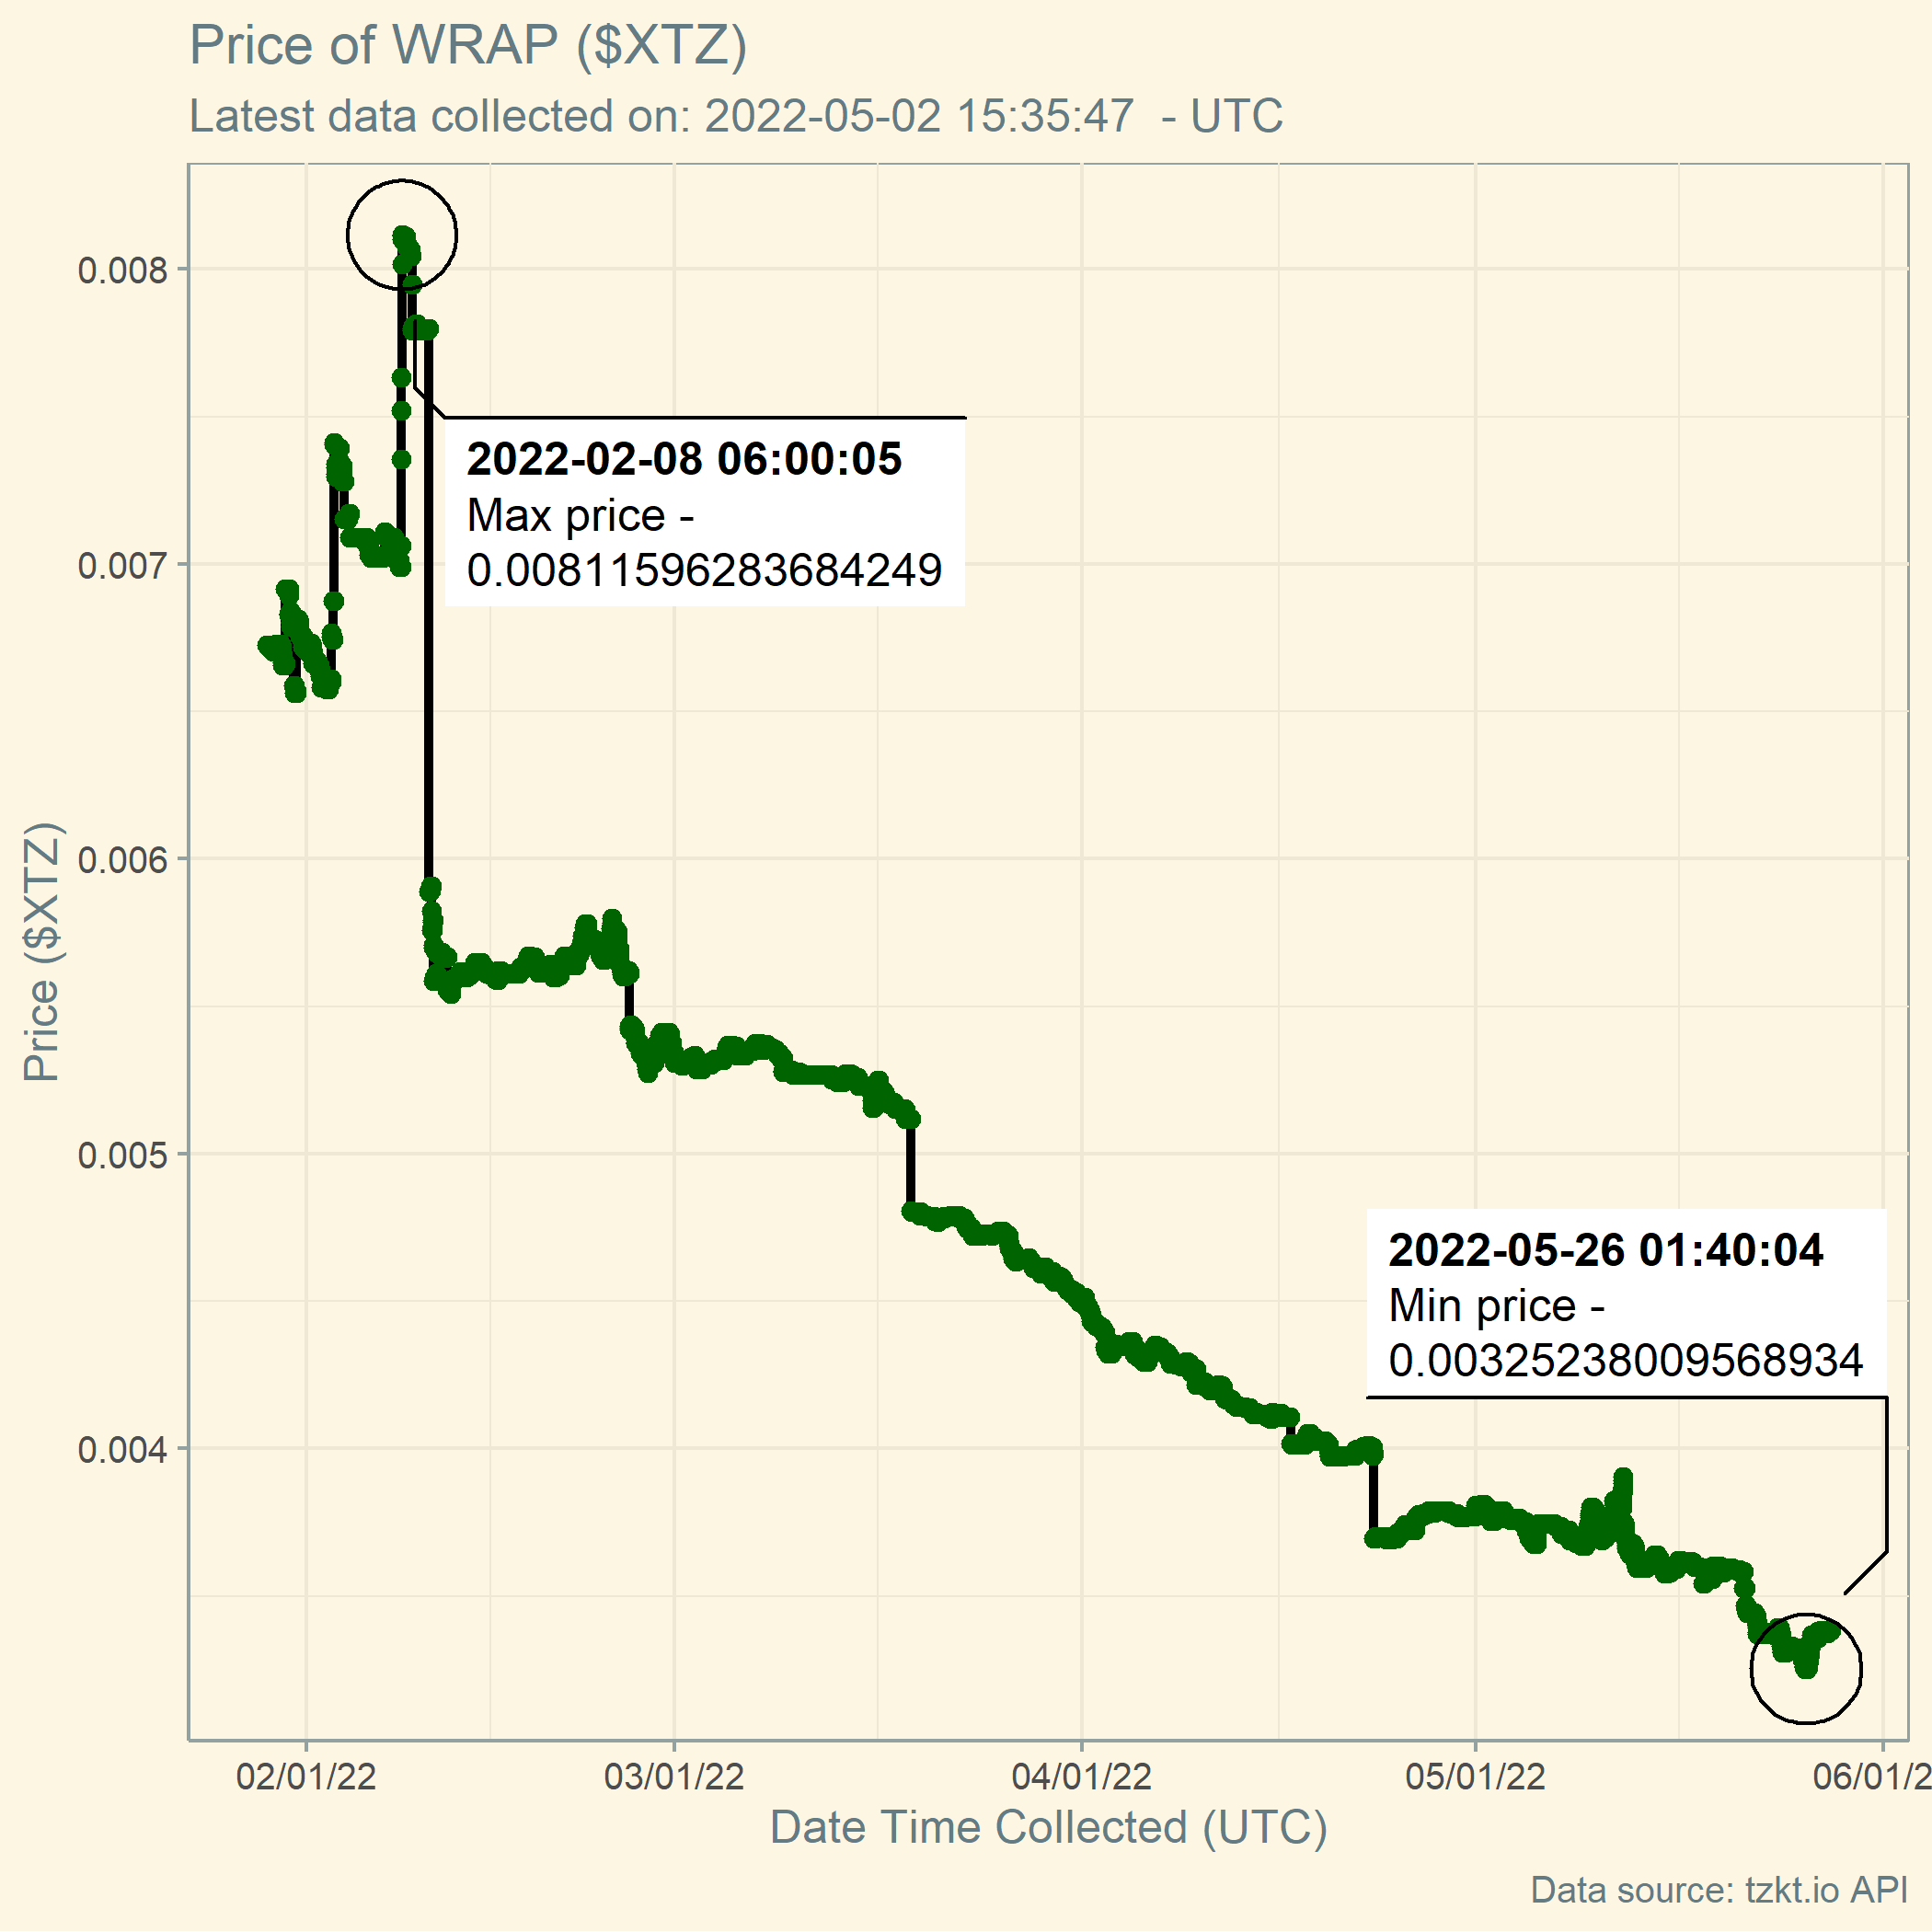 Price of WRAP ($XTZ)
Latest data collected on: 2022-05-02 15:35:47  - UTC
0.008
0.007
0.006
0.005
0.004
Price ($XTZ)
2022-02-08 06:00:05
Max price -
0.00811596283684249
2022-05-26 01:40:04
Min price -
0.00325238009568934
02/01/22
03/01/22
04/01/22
05/01/22
06/01/2
Date Time Collected (UTC)
Data source: tzkt.io API